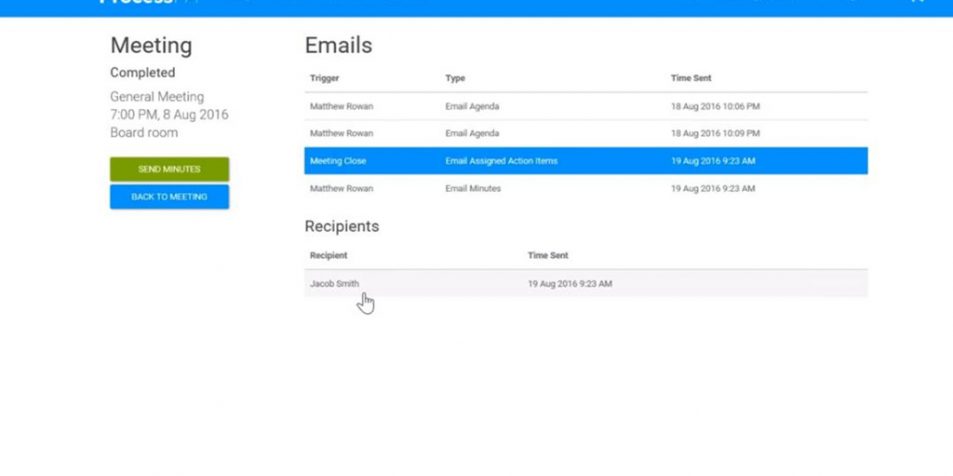 Meeting
Completed
General Meeting
7:00 PM, 8 Aug 2016
Board room
SEND MINUTES
BACK TO MEETING
Emails
Trigger Type Time Sent
Matthew Rowan Email Agenda 18 Aug 2016 10:06 PM
Matthew Rowan Email Agenda 18 Aug 2016 10:09 PM
Meeting Close Email Assigned Action Items 19 Aug 2016 9:23 AM
Matthew Rowan Email Minutes 19 Aug 2016 9:23 AM
Recipients
Recipient Time Sent
Jacob Smith 19 Aug 2016 9:23 AM